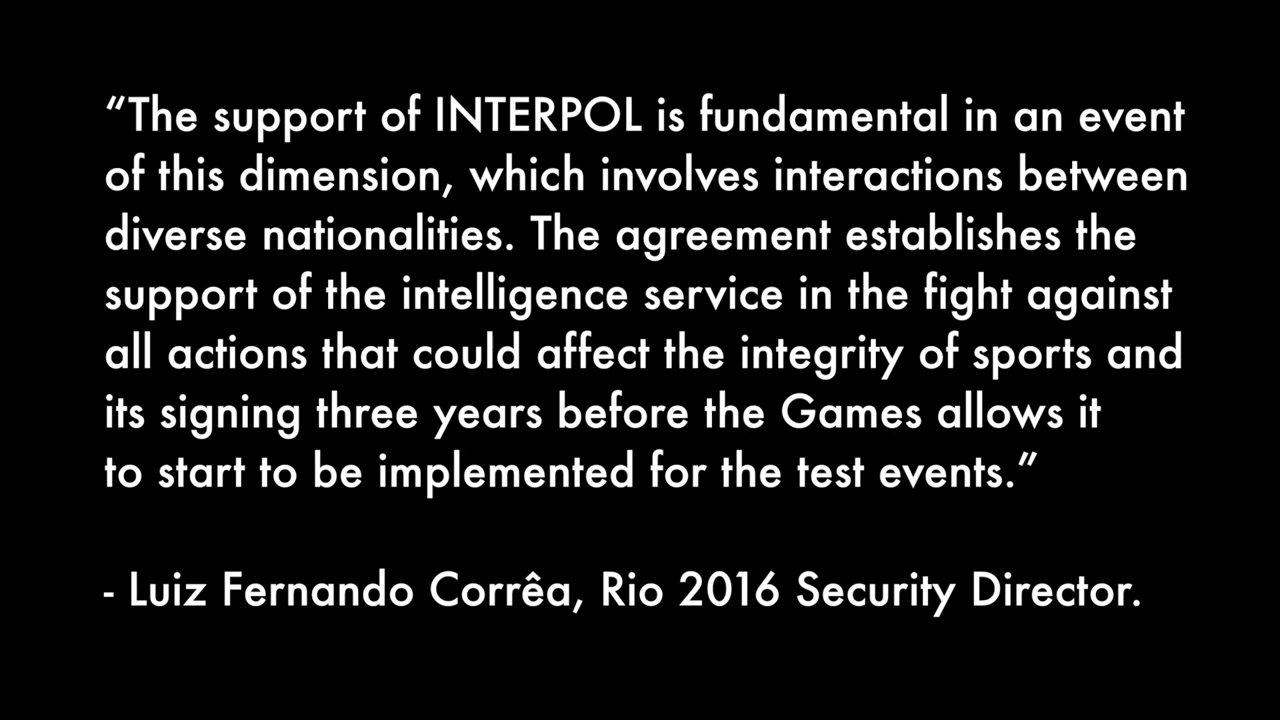 “The support of INTERPOL is fundamental in an event
of this dimension, which involves interactions between
diverse nationalities. The agreement establishes the
support of the intelligence service in the fight against
all actions that could affect the integrity of sports and
its signing three years before the Games allows it
to start to be implemented for the test events.”
- Luiz Fernando Corrêa, Rio 2016 Security Director.